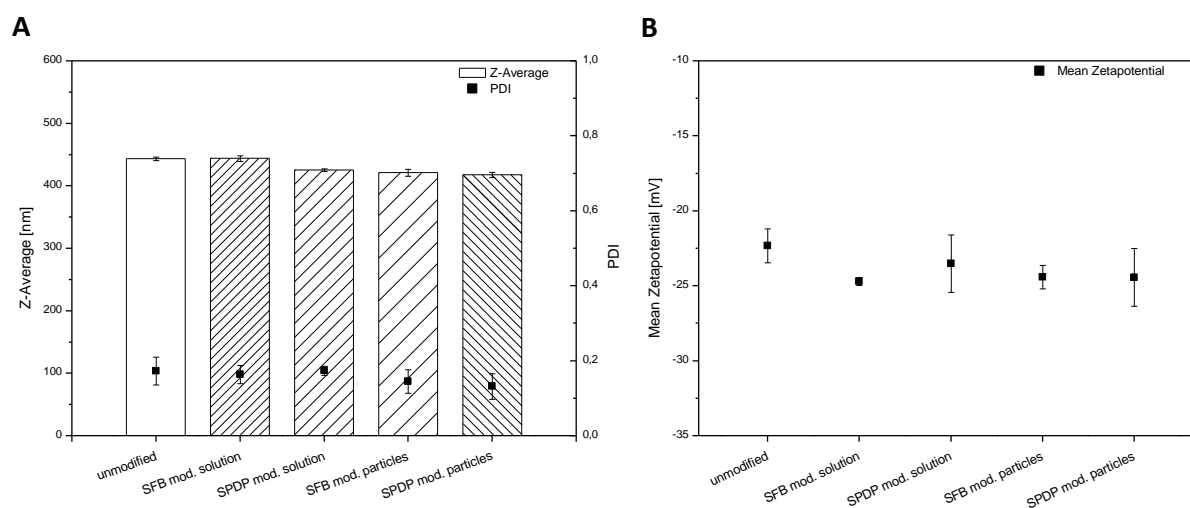 A
600
500
400
300
200
100
0
Z-Average [nm]
Z-Average
PDI
1,0
0,8
0,6
0,4
0,2
0,0
PDI
unmodified
SFB mod. solution
SPDP mod. solution
SFB mod. particles
SPDP mod. particles
B
-10
-15
-20
-25
-30
-35
Mean Zetapotential [mV]
Mean Zetapotential
unmodified
SFB mod. solution
SPDP mod. solution
SFB mod. particles
SPDP mod. particles